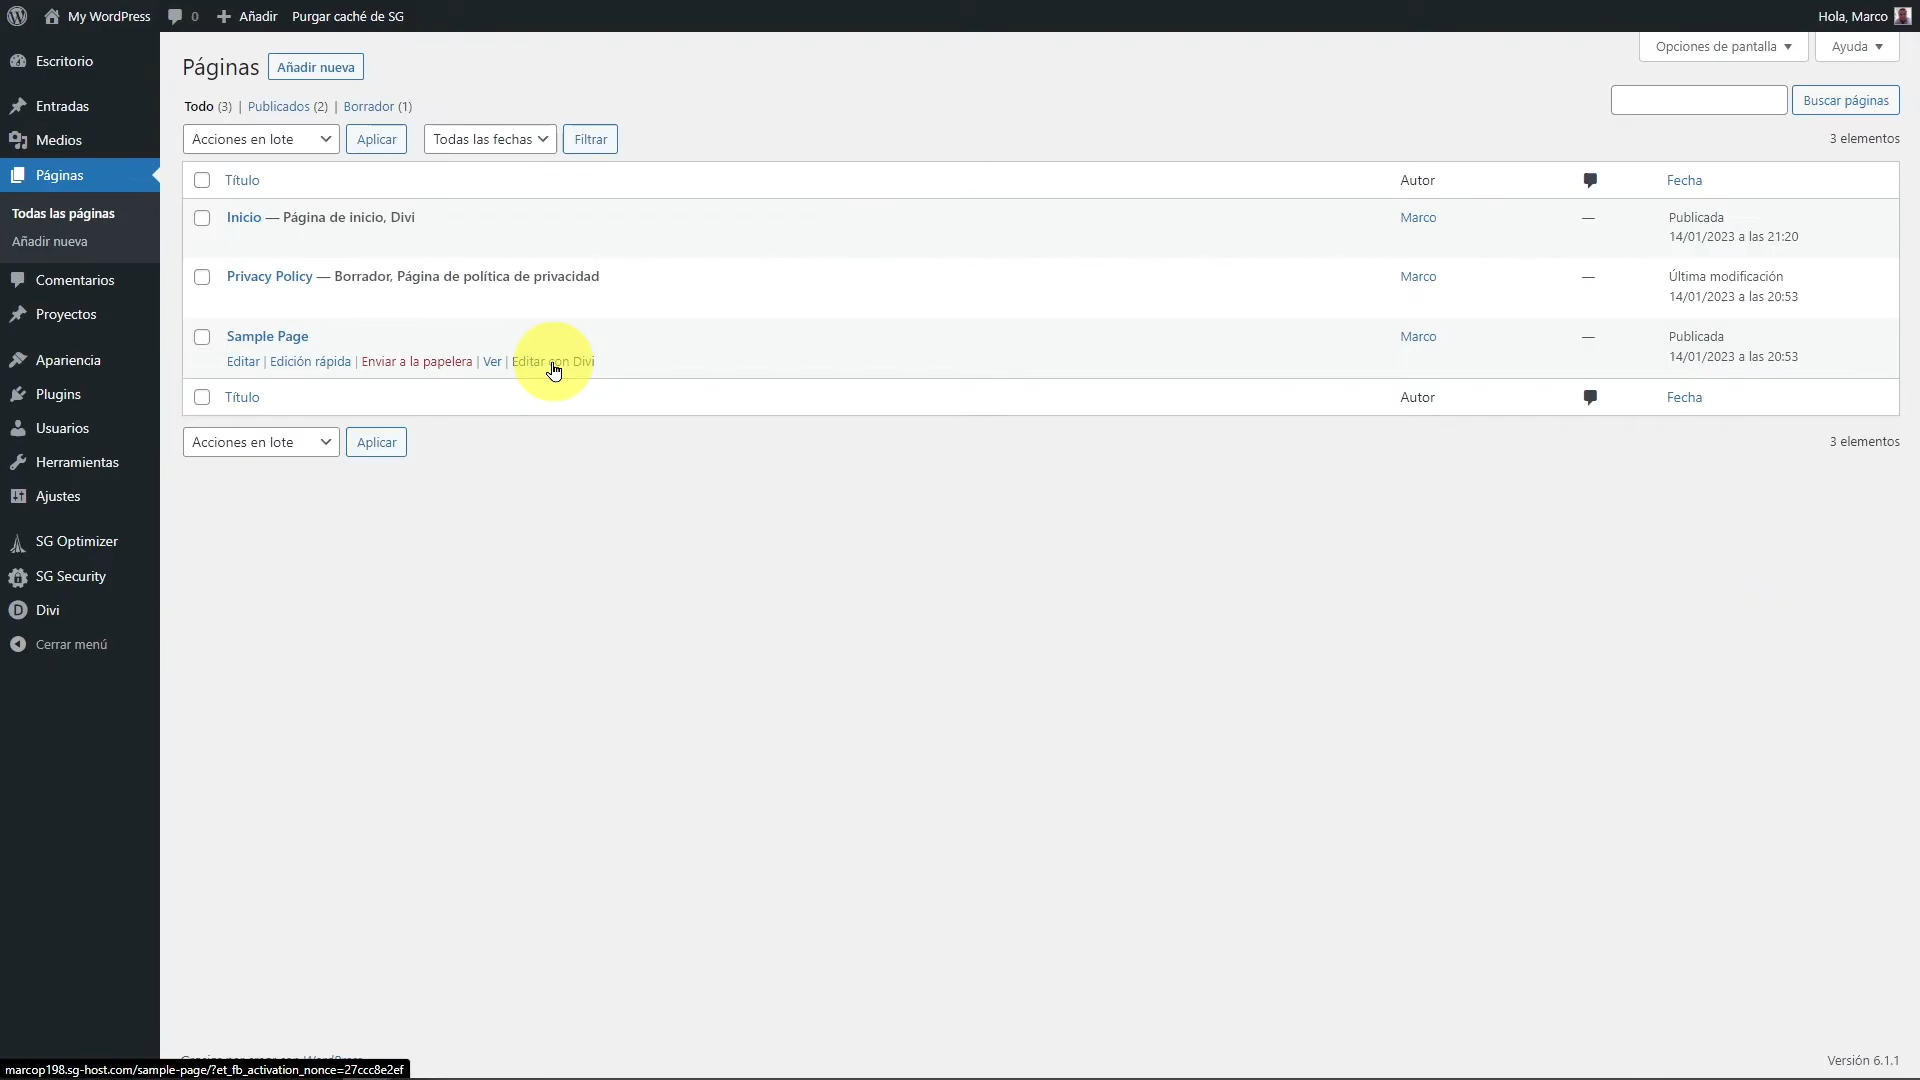 My WordPress 0 Añadir Purgar caché de SG Hola, Marco
Opciones de pantalla Ayuda
Escritorio
Entradas
Medios
Páginas
Todas las páginas
Añadir nueva
Comentarios
Proyectos
Apariencia
Plugins
Usuarios
Herramientas
Ajustes
SG Optimizer
SG Security
Divi
Cerrar menú
Páginas Añadir nueva
Todo (3) | Publicados (2) | Borrador (1)
Buscar páginas
Acciones en lote Aplicar Todas las fechas Filtrar 3 elementos
Título Autor Fecha
Inicio — Página de inicio, Divi Marco — Publicada
14/01/2023 a las 21:20
Privacy Policy — Borrador, Página de política de privacidad Marco — Última modificación
14/01/2023 a las 20:53
Sample Page Marco — Publicada
Editar | Edición rápida | Enviar a la papelera | Ver | Editar con Divi 14/01/2023 a las 20:53
Título Autor Fecha
Acciones en lote Aplicar 3 elementos
Versión 6.1.1
marcop198.sg-host.com/sample-page/?et_fb_activation_nonce=27ccc8e2ef